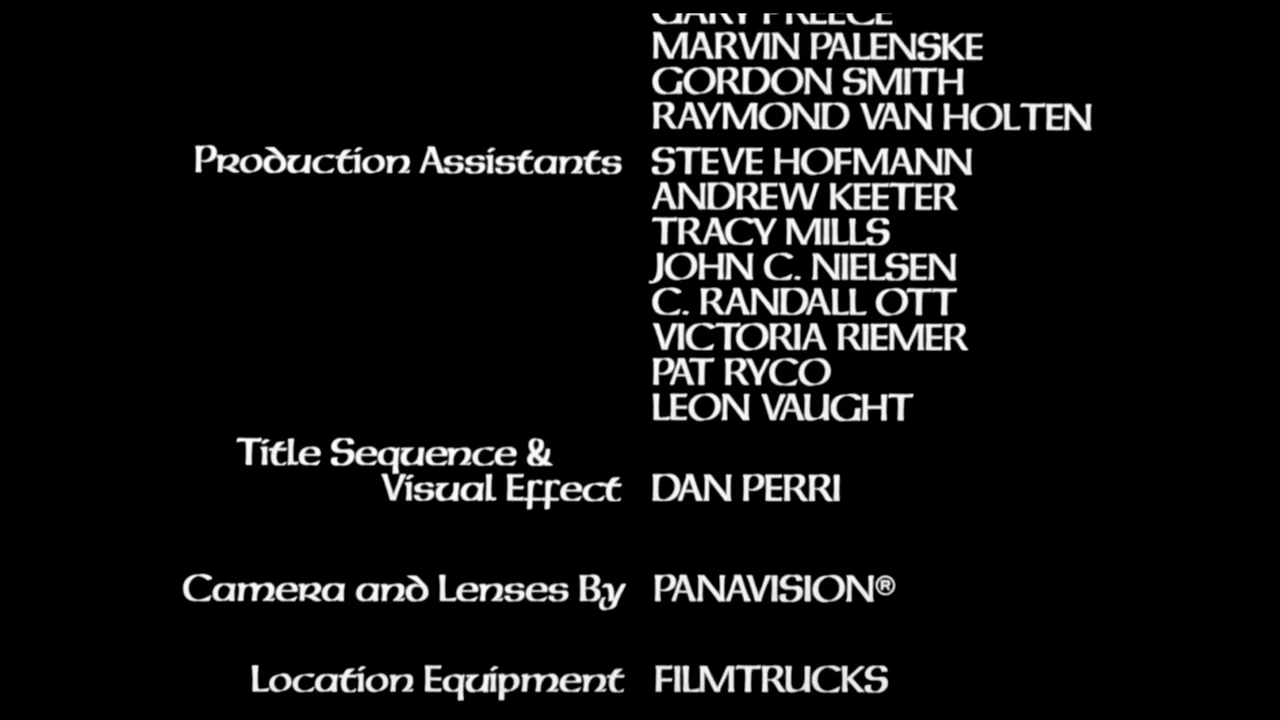 GARY PREECE
MARVIN PALENSKE
GORDON SMITH
RAYMOND VAN HOLTEN
Production Assistants STEVE HOFMANN
ANDREW KEETER
TRACY MILLS
JOHN C. NIELSEN
C. RANDALL OTT
VICTORIA RIEMER
PAT RYCO
LEON VAUGHT
Title Sequence &
Visual Effect DAN PERRI
Camera and Lenses By PANAVISION®
Location Equipment FILMTRUCKS